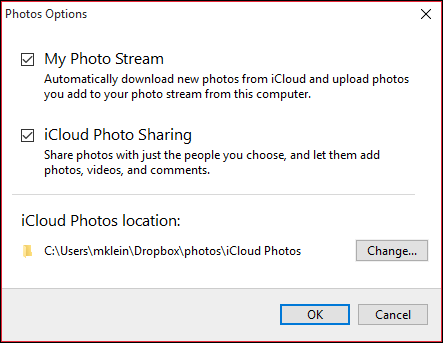 Photos Options
My Photo Stream
Automatically download new photos from iCloud and upload photos
you add to your photo stream from this computer.
iCloud Photo Sharing
Share photos with just the people you choose, and let them add
photos, videos, and comments.
iCloud Photos location:
C:\Users\mklein\Dropbox\photos\iCloud Photos
Change...
OK
Cancel